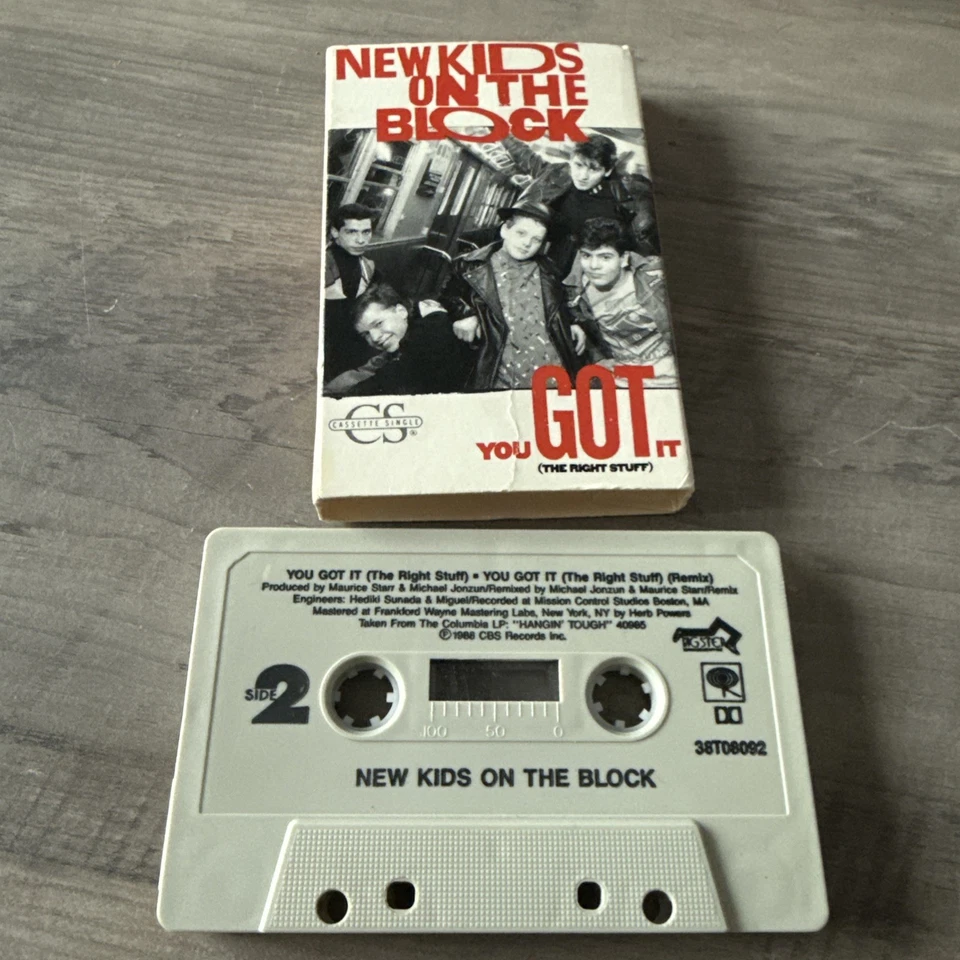 NEW KIDS
ON THE
BLOCK
CS
CASSETTE SINGLE
®
YOU GOT IT
(THE RIGHT STUFF)
YOU GOT IT (The Right Stuff) • YOU GOT IT (The Right Stuff) (Remix)
Produced by Maurice Starr & Michael Jonzun/Remixed by Michael Jonzun & Maurice Starr/Remix
Engineers: Hediki Sunada & Miguel/Recorded at Mission Control Studios Boston, MA
Mastered at Frankford Wayne Mastering Labs, New York, NY by Herb Powers
Taken From The Columbia LP: "HANGIN' TOUGH" 40985
Ⓟ1988 CBS Records Inc.
BIGSTEP
SIDE 2
38T08092
100 50 0
NEW KIDS ON THE BLOCK